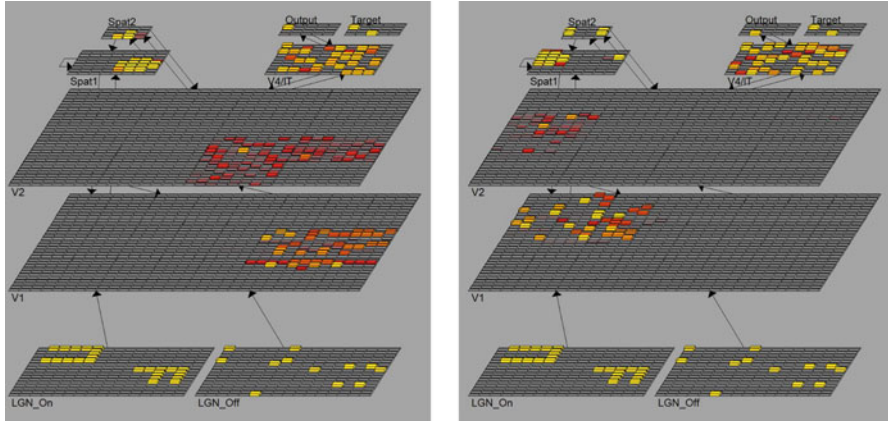 Spat2
Output Target
Spat1
V4/IT
V2
V1
LGN_On
LGN_Off
Spat2
Output Target
Spat1
V4/IT
V2
V1
LGN_On
LGN_Off